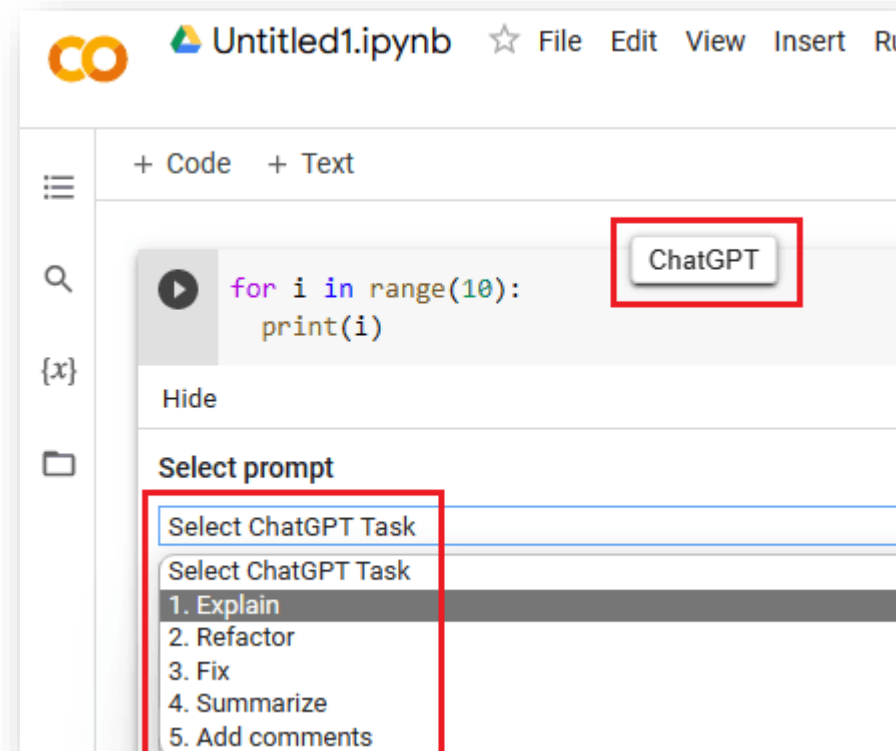 Untitled1.ipynb File Edit View Insert Ru
+ Code + Text
ChatGPT
for i in range(10):
print(i)
{x}
Hide
Select prompt
Select ChatGPT Task
Select ChatGPT Task
1. Explain
2. Refactor
3. Fix
4. Summarize
5. Add comments